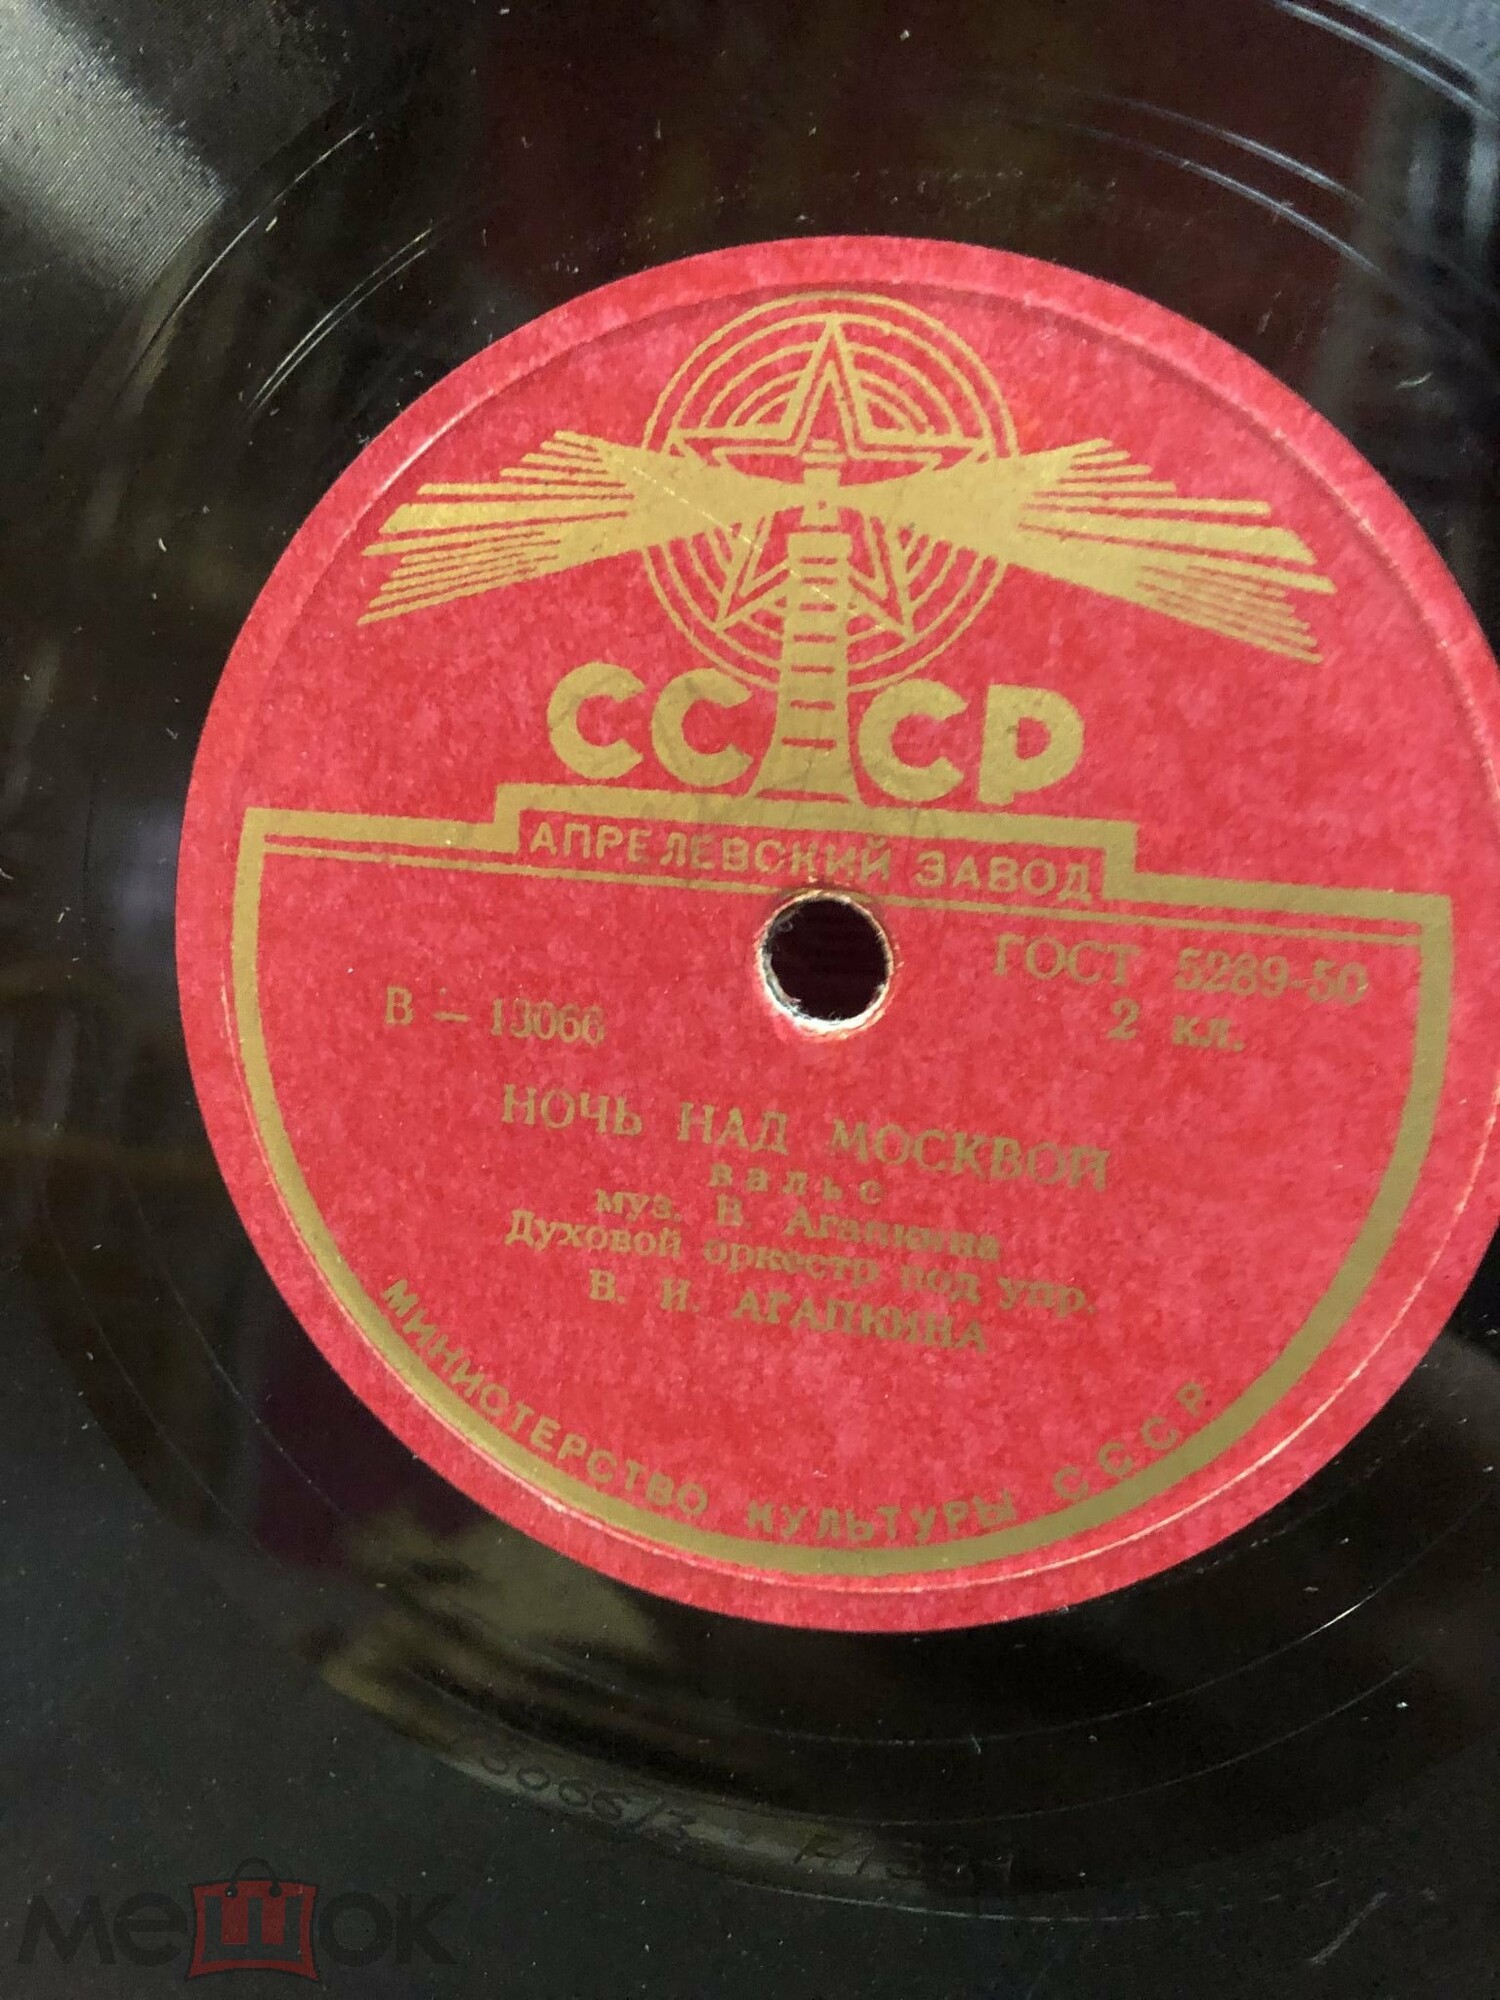 СССР
АПРЕЛЕВСКИЙ ЗАВОД
ГОСТ 5289-50
В – 13066
2 кл.
НОЧЬ НАД МОСКВОЙ
вальс
муз. В. Агапкина
Духовой оркестр под упр.
В. И. АГАПКИНА
МИНИСТЕРСТВО КУЛЬТУРЫ СССР
мешок